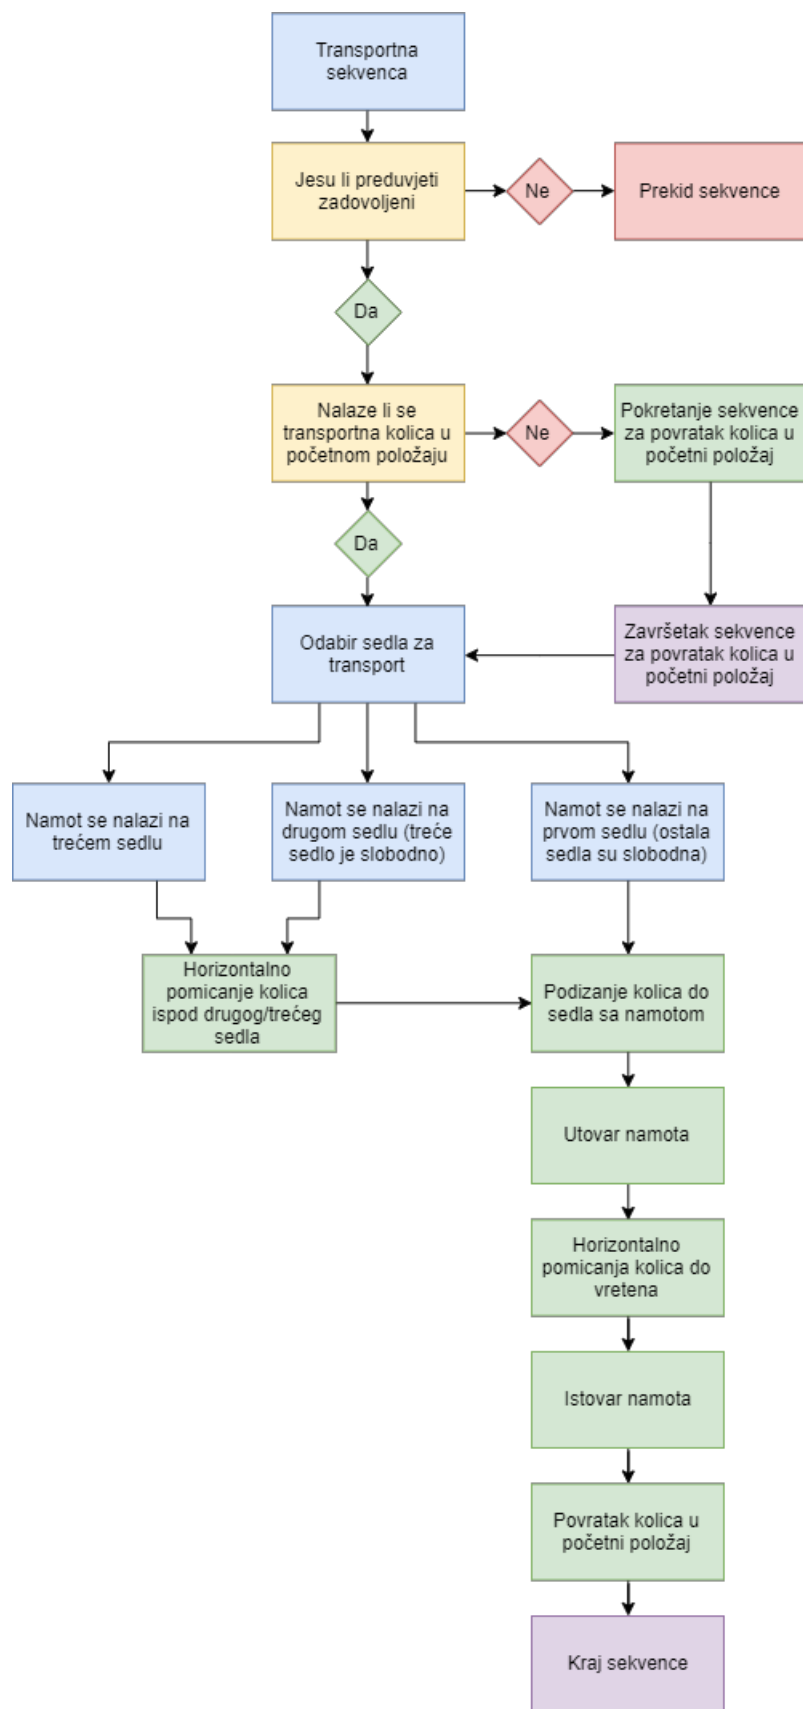 Transportna
sekvenca
Jesu li preduvjeti
zadovoljeni
Ne
Prekid sekvence
Da
Nalaze li se
transportna kolica u
početnom položaju
Ne
Pokretanje sekvence
za povratak kolica u
početni položaj
Da
Odabir sedla za
transport
Završetak sekvence
za povratak kolica u
početni položaj
Namot se nalazi na
trećem sedlu
Namot se nalazi na
drugom sedlu (treće
sedlo je slobodno)
Namot se nalazi na
prvom sedlu (ostala
sedla su slobodna)
Horizontalno
pomicanje kolica
ispod drugog/trećeg
sedla
Podizanje kolica do
sedla sa namotom
Utovar namota
Horizontalno
pomicanja kolica do
vretena
Istovar namota
Povratak kolica u
početni položaj
Kraj sekvence